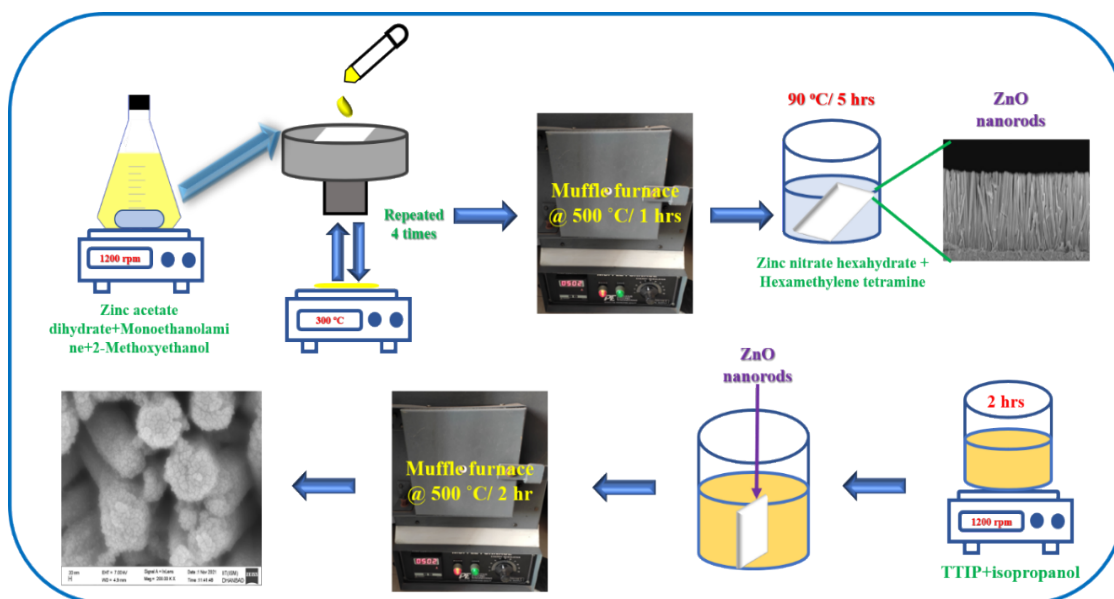 1200 rpm
Zinc acetate
dihydrate+Monoethanolami
ne+2-Methoxyethanol
Repeated
4 times
300 °C
Muffle furnace
@ 500 °C/ 1 hrs
0502
90 °C/ 5 hrs
Zinc nitrate hexahydrate +
Hexamethylene tetramine
ZnO
nanorods
2 hrs
1200 rpm
TTIP+isopropanol
ZnO
nanorods
Muffle furnace
@ 500 °C/ 2 hr
0502